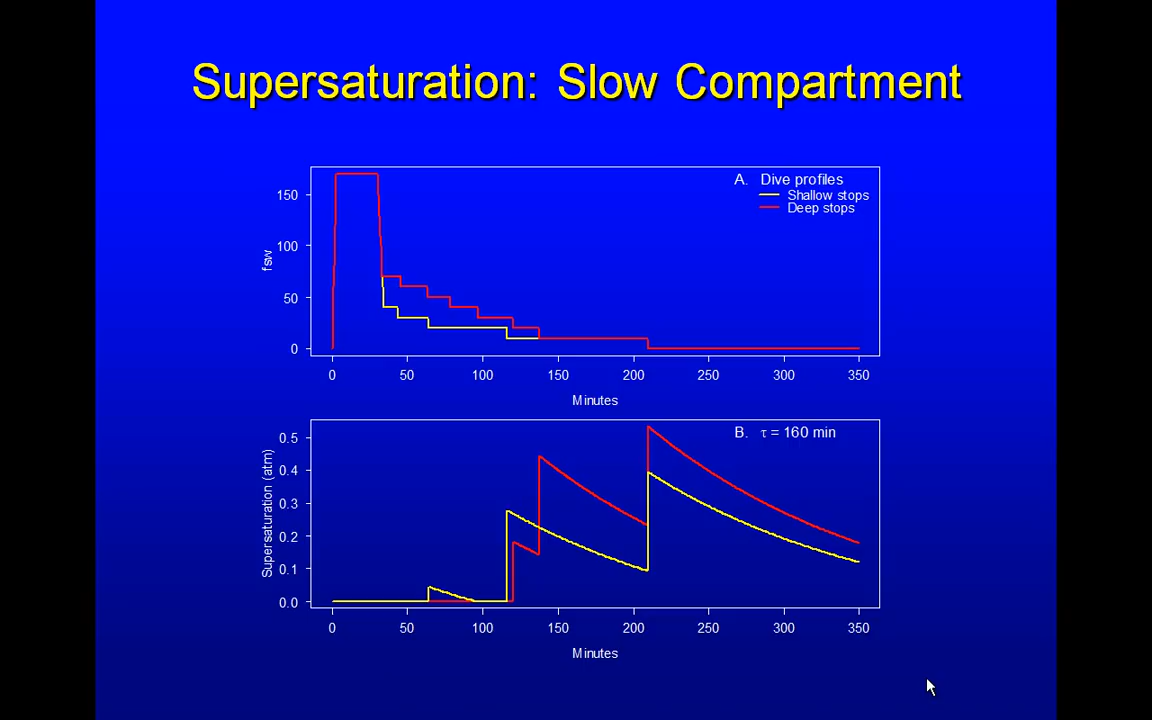 Supersaturation: Slow Compartment
A. Dive profiles
Shallow stops
Deep stops
150
100
50
0
fsw
0 50 100 150 200 250 300 350
Minutes
B. τ = 160 min
0.5
0.4
0.3
0.2
0.1
0.0
Supersaturation (atm)
0 50 100 150 200 250 300 350
Minutes